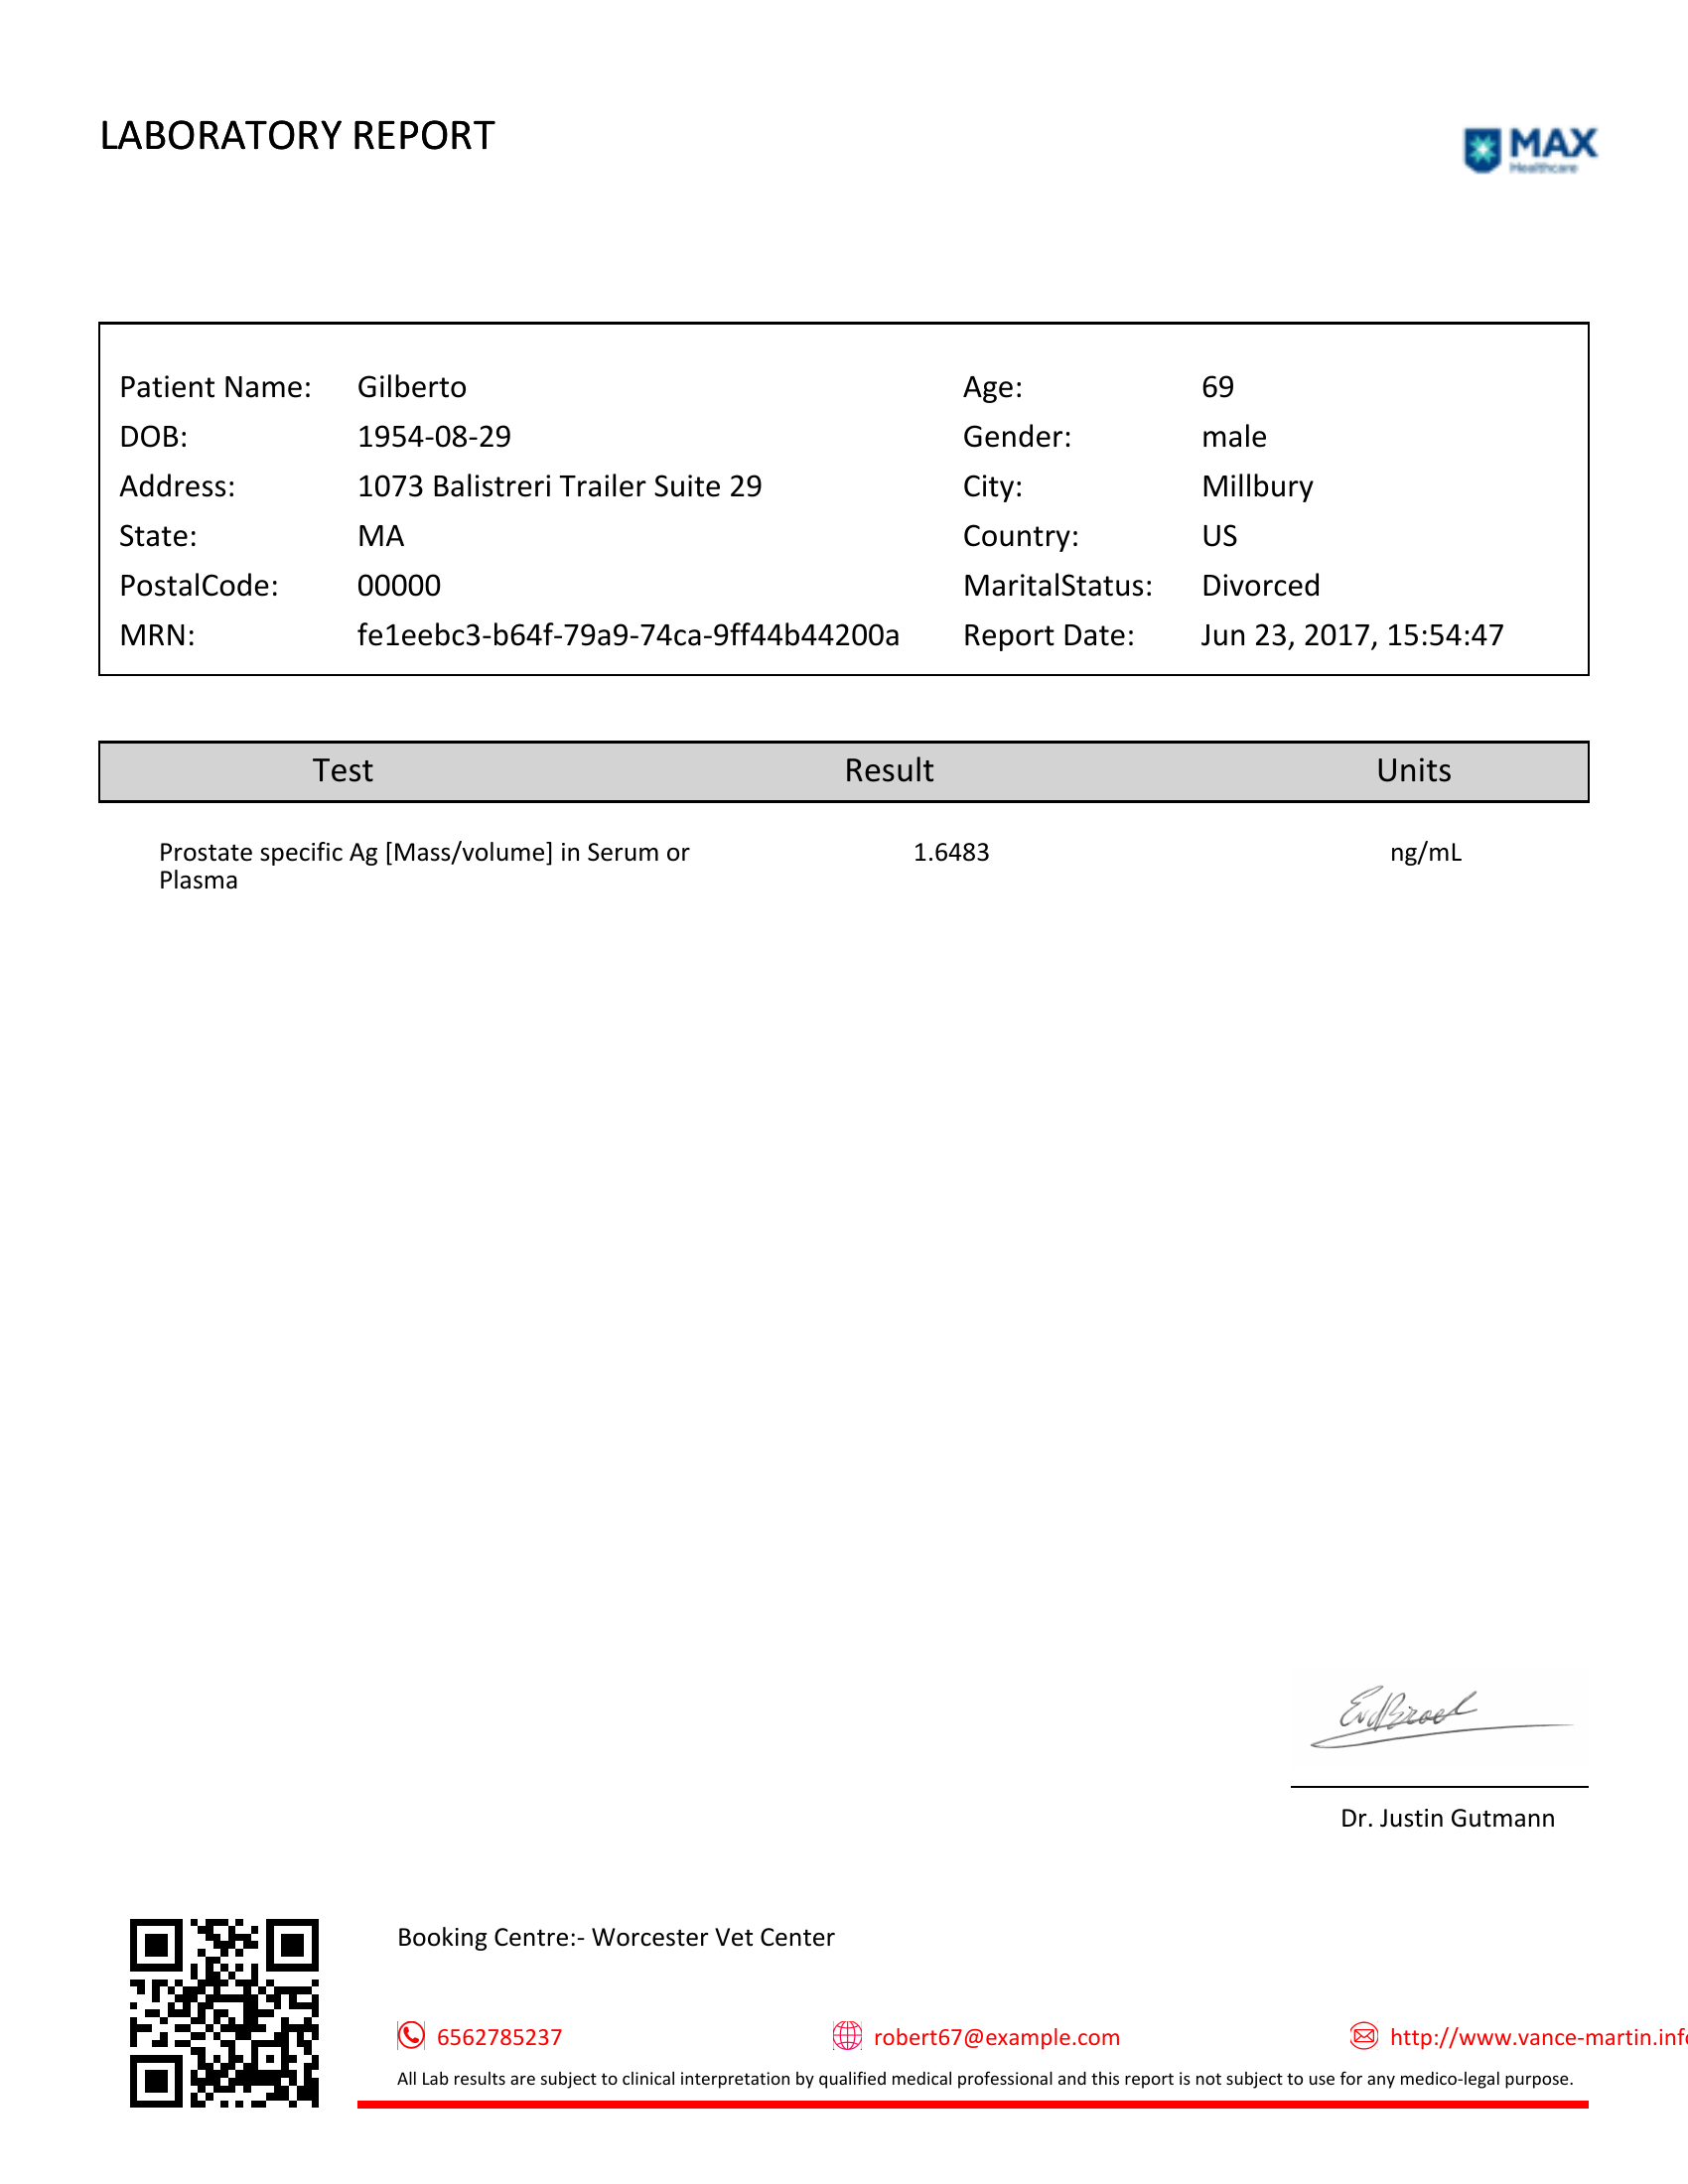 LABORATORY REPORT
MAX
Healthcare
Patient Name: Gilberto Age: 69
DOB: 1954-08-29 Gender: male
Address: 1073 Balistreri Trailer Suite 29 City: Millbury
State: MA Country: US
PostalCode: 00000 MaritalStatus: Divorced
MRN: fe1eebc3-b64f-79a9-74ca-9ff44b44200a Report Date: Jun 23, 2017, 15:54:47
Test Result Units
Prostate specific Ag [Mass/volume] in Serum or 1.6483 ng/mL
Plasma
Dr. Justin Gutmann
Booking Centre:- Worcester Vet Center
6562785237 robert67@example.com http://www.vance-martin.info
All Lab results are subject to clinical interpretation by qualified medical professional and this report is not subject to use for any medico-legal purpose.